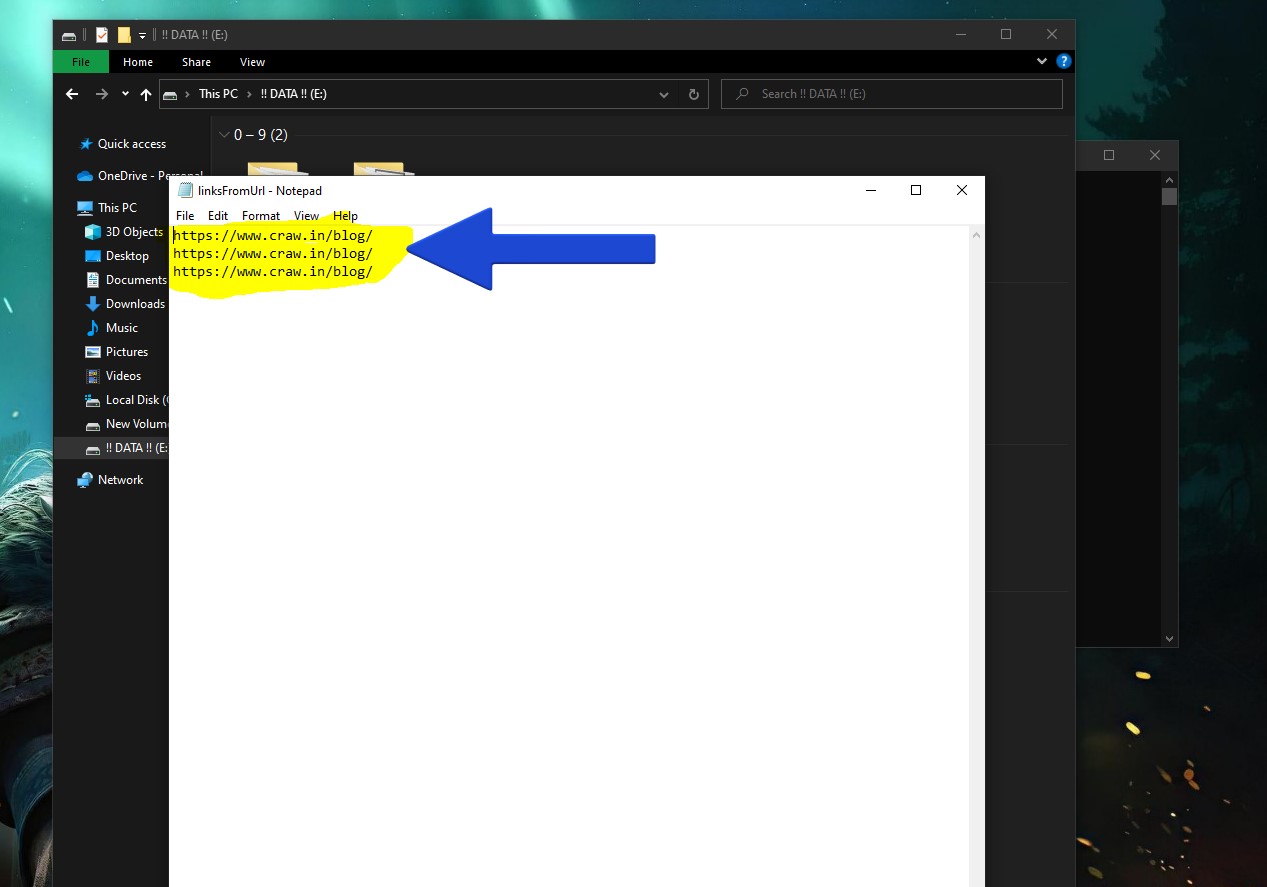 !! DATA !! (E:)
File Home Share View
This PC !! DATA !! (E:) Search !! DATA !! (E:)
0 – 9 (2)
Quick access
OneDrive - Personal
This PC
3D Objects
Desktop
Documents
Downloads
Music
Pictures
Videos
Local Disk (
New Volum
!! DATA !! (E:
Network
linksFromUrl - Notepad
File Edit Format View Help
https://www.craw.in/blog/
https://www.craw.in/blog/
https://www.craw.in/blog/